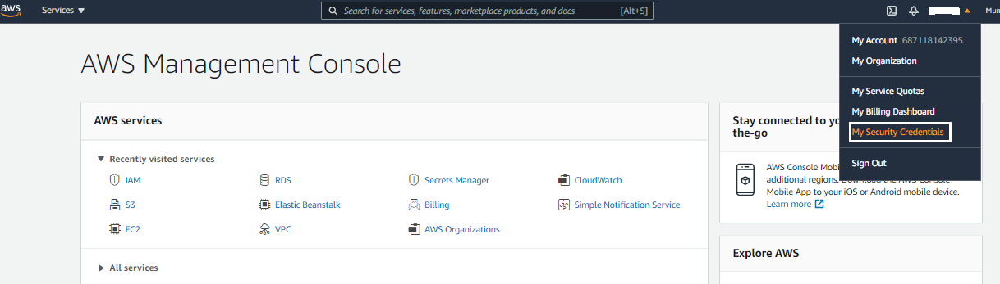 aws
Services
Search for services, features, marketplace products, and docs [Alt+S]
Mun
My Account 687118142395
My Organization
My Service Quotas
My Billing Dashboard
My Security Credentials
Sign Out
AWS Management Console
AWS services
Recently visited services
IAM
RDS
Secrets Manager
CloudWatch
S3
Elastic Beanstalk
Billing
Simple Notification Service
EC2
VPC
AWS Organizations
All services
Stay connected to yo
the-go
AWS Console Mobi
additional regions. Download the AWS Console
Mobile App to your iOS or Android mobile device.
Learn more
Explore AWS